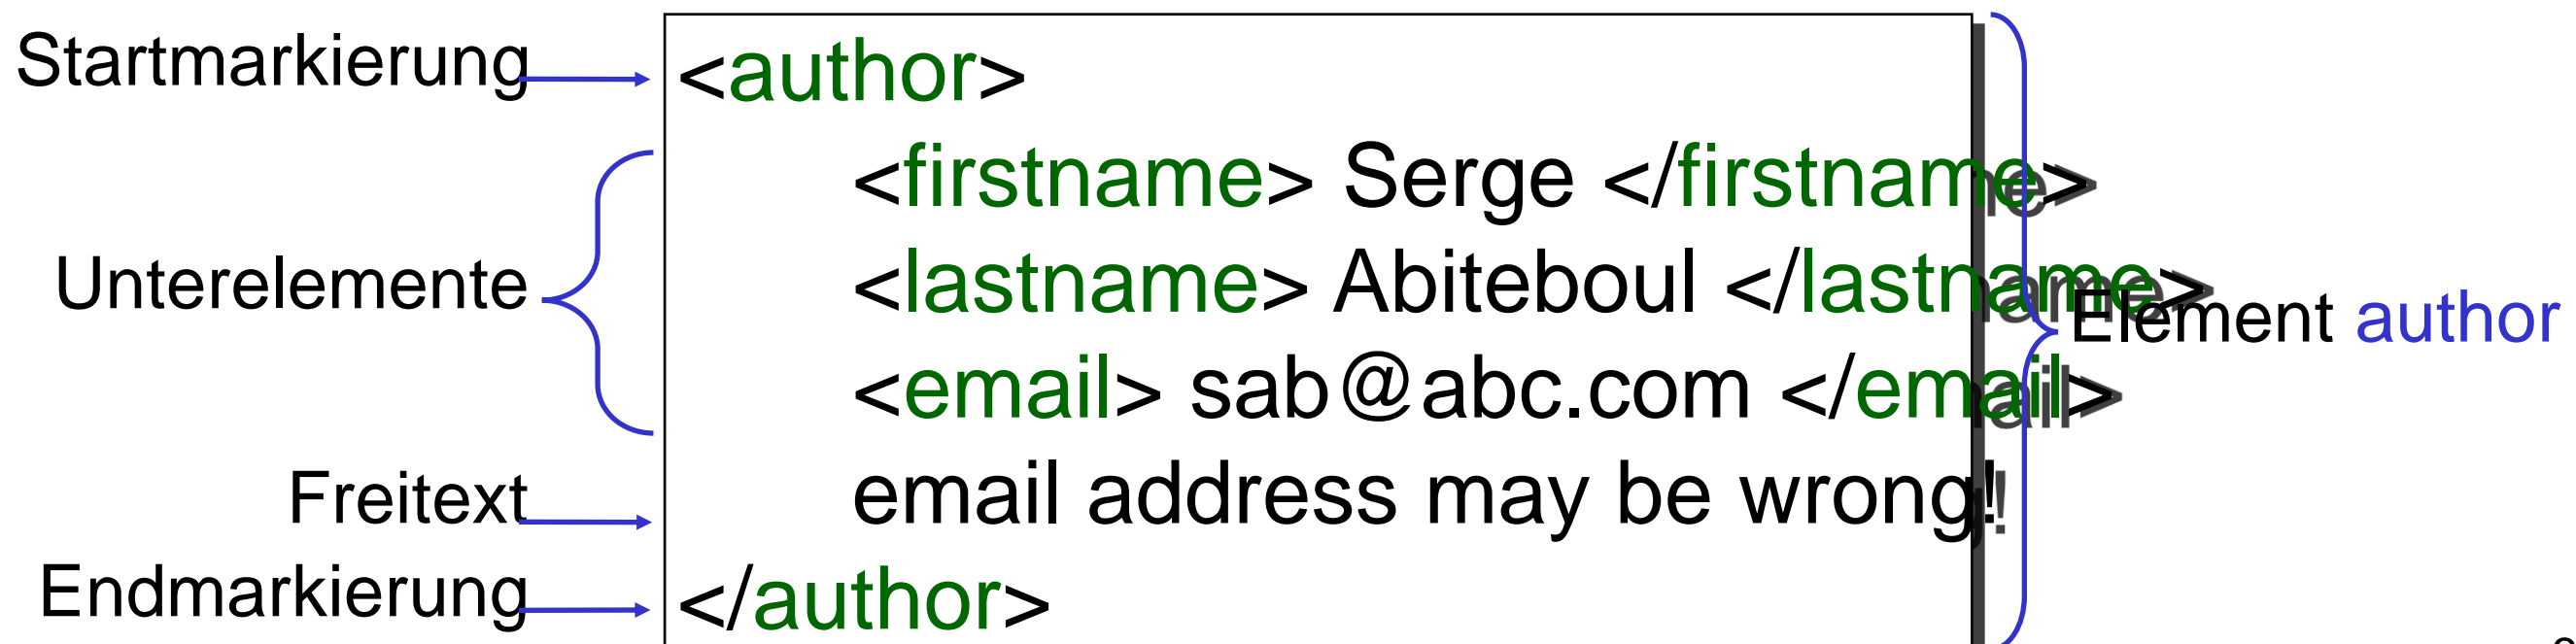 Startmarkierung <author>
<firstname> Serge </firstname>
Unterelemente <lastname> Abiteboul </lastname> Element author
<email> sab@abc.com </email>
Freitext email address may be wrong!
Endmarkierung </author>